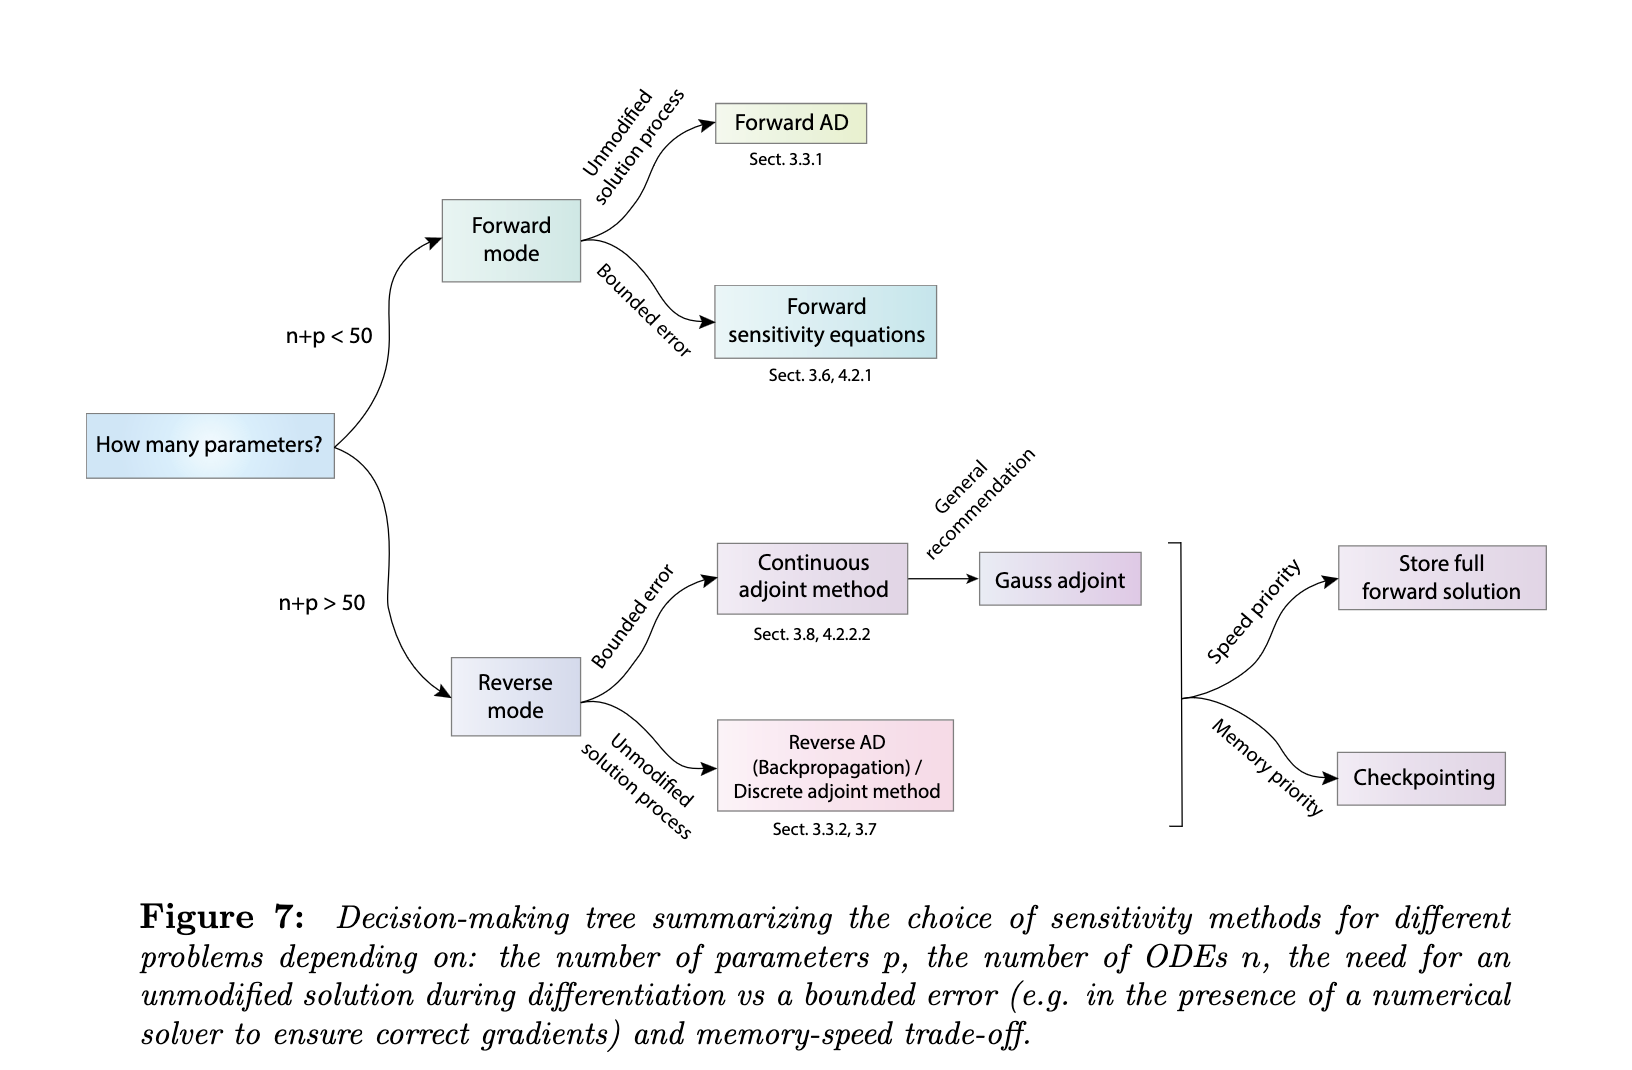 Unmodified
solution process
Forward AD
Sect. 3.3.1
Forward
mode
Bounded error
Forward
sensitivity equations
Sect. 3.6, 4.2.1
n+p < 50
How many parameters?
n+p > 50
General
recommendation
Continuous
adjoint method
Sect. 3.8, 4.2.2.2
Gauss adjoint
Bounded error
Reverse
mode
Unmodified
solution process
Reverse AD
(Backpropagation) /
Discrete adjoint method
Sect. 3.3.2, 3.7
Speed priority
Store full
forward solution
Memory priority
Checkpointing
Figure 7: Decision-making tree summarizing the choice of sensitivity methods for different
problems depending on: the number of parameters p, the number of ODEs n, the need for an
unmodified solution during differentiation vs a bounded error (e.g. in the presence of a numerical
solver to ensure correct gradients) and memory-speed trade-off.